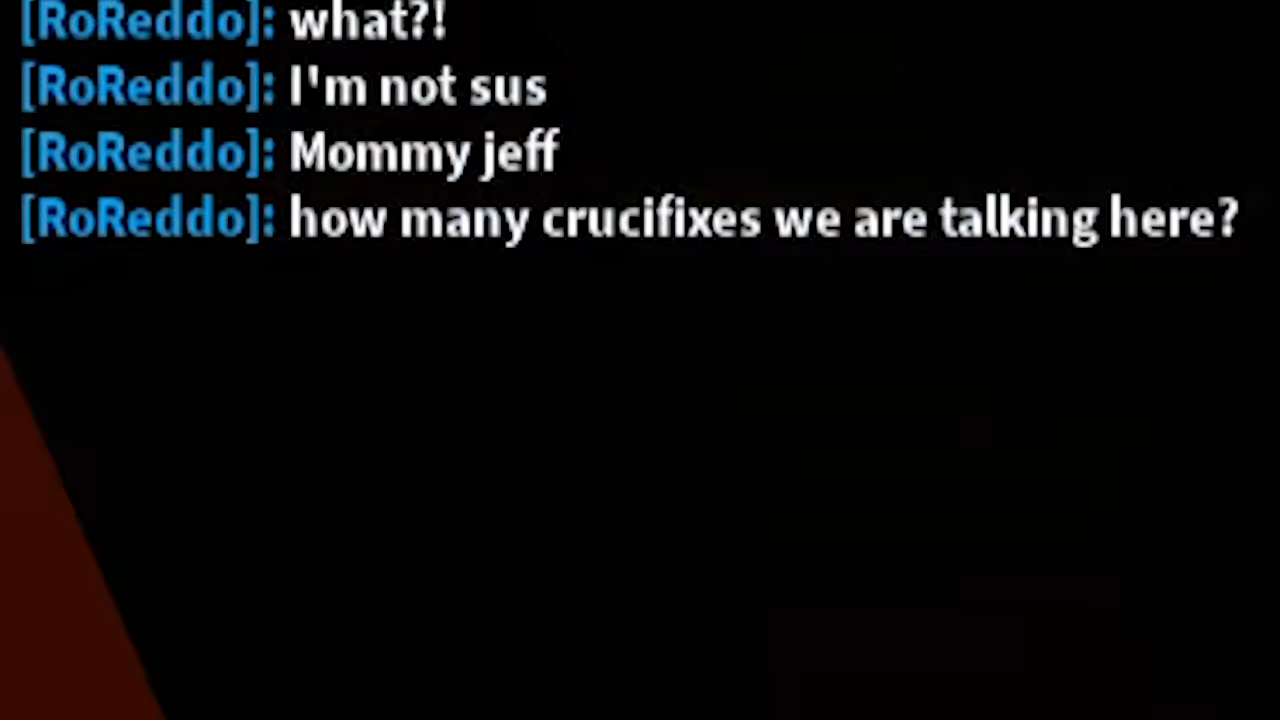 [RoReddo]: what?!
[RoReddo]: I'm not sus
[RoReddo]: Mommy jeff
[RoReddo]: how many crucifixes we are talking here?